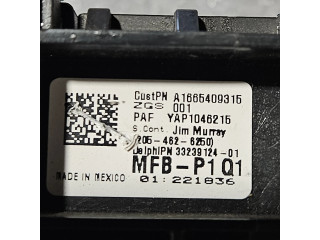 CustPN A1665409315
ZGS 001
PAF YAP1046215
S.Cont. Jim Murray
(205-462-6250)
DelphiPN 33239124-01
MFB-P1Q1
MADE IN MEXICO 01:221836